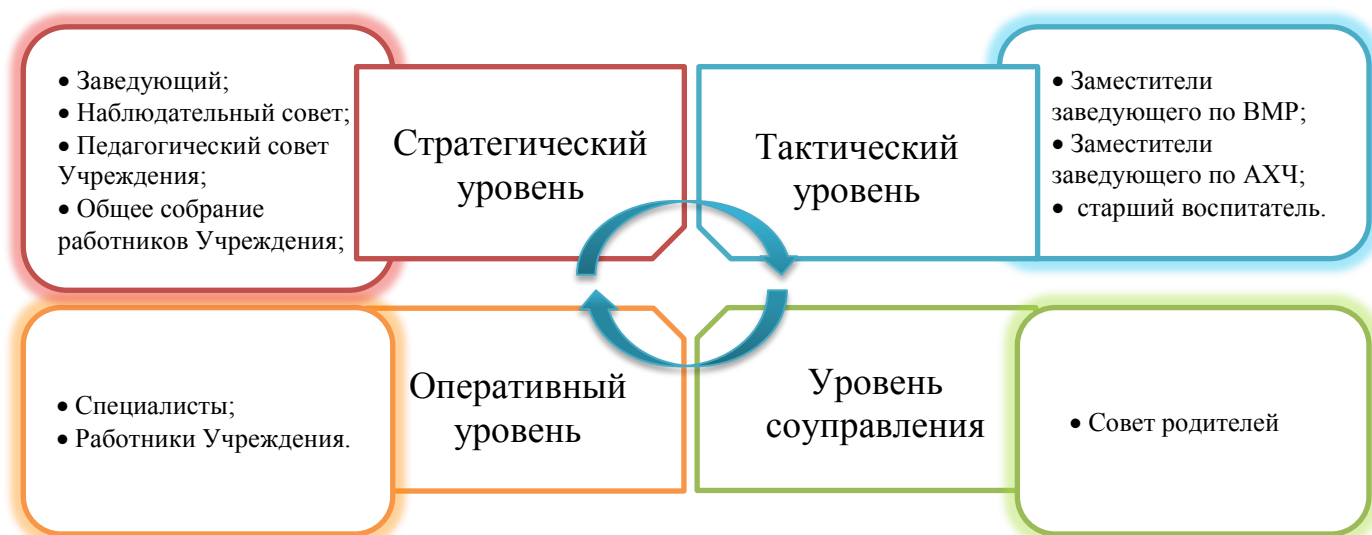 • Заведующий;
• Наблюдательный совет;
• Педагогический совет
Учреждения;
• Общее собрание
работников Учреждения;
Стратегический
уровень
Тактический
уровень
• Заместители
заведующего по ВМР;
• Заместители
заведующего по АХЧ;
• старший воспитатель.
• Специалисты;
• Работники Учреждения.
Оперативный
уровень
Уровень
соуправления
• Совет родителей